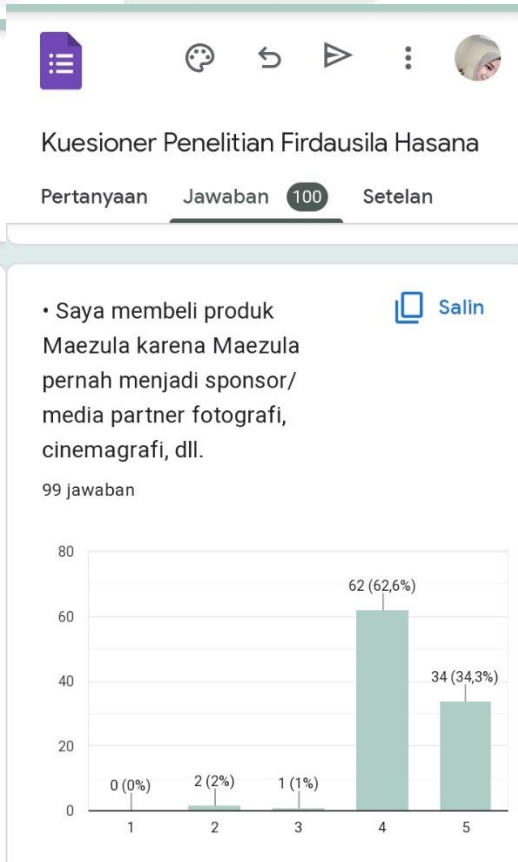 Kuesioner Penelitian Firdausila Hasana
Pertanyaan Jawaban 100 Setelan
• Saya membeli produk
Maezula karena Maezula
pernah menjadi sponsor/
media partner fotografi,
cinemagrafi, dll.
Salin
99 jawaban
80
60
40
20
0
0 (0%)
2 (2%)
1 (1%)
62 (62,6%)
34 (34,3%)
1 2 3 4 5